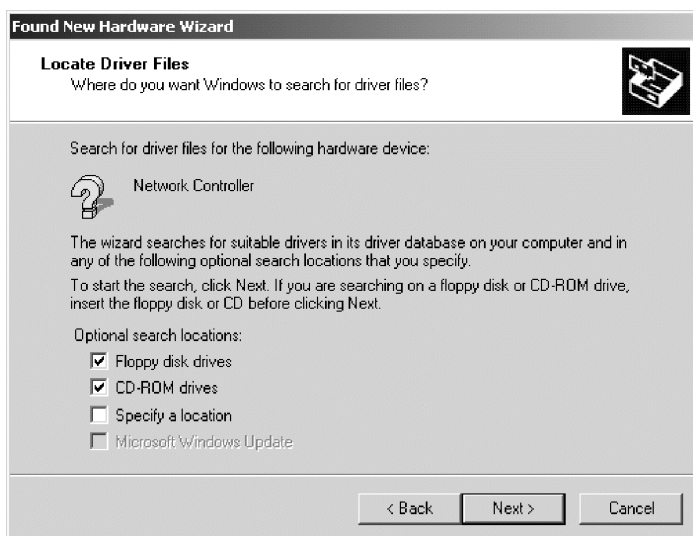 Found New Hardware Wizard
Locate Driver Files
Where do you want Windows to search for driver files?
Search for driver files for the following hardware device:
Network Controller
The wizard searches for suitable drivers in its driver database on your computer and in
any of the following optional search locations that you specify.
To start the search, click Next. If you are searching on a floppy disk or CD-ROM drive,
insert the floppy disk or CD before clicking Next.
Optional search locations:
Floppy disk drives
CD-ROM drives
Specify a location
Microsoft Windows Update
< Back Next > Cancel